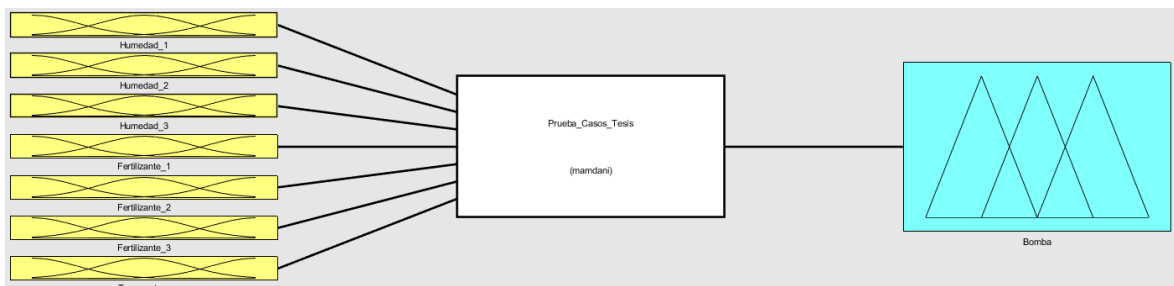 Humedad_1
Humedad_2
Humedad_3
Fertilizante_1
Fertilizante_2
Fertilizante_3
Prueba_Casos_Tesis
(mamdani)
Bomba